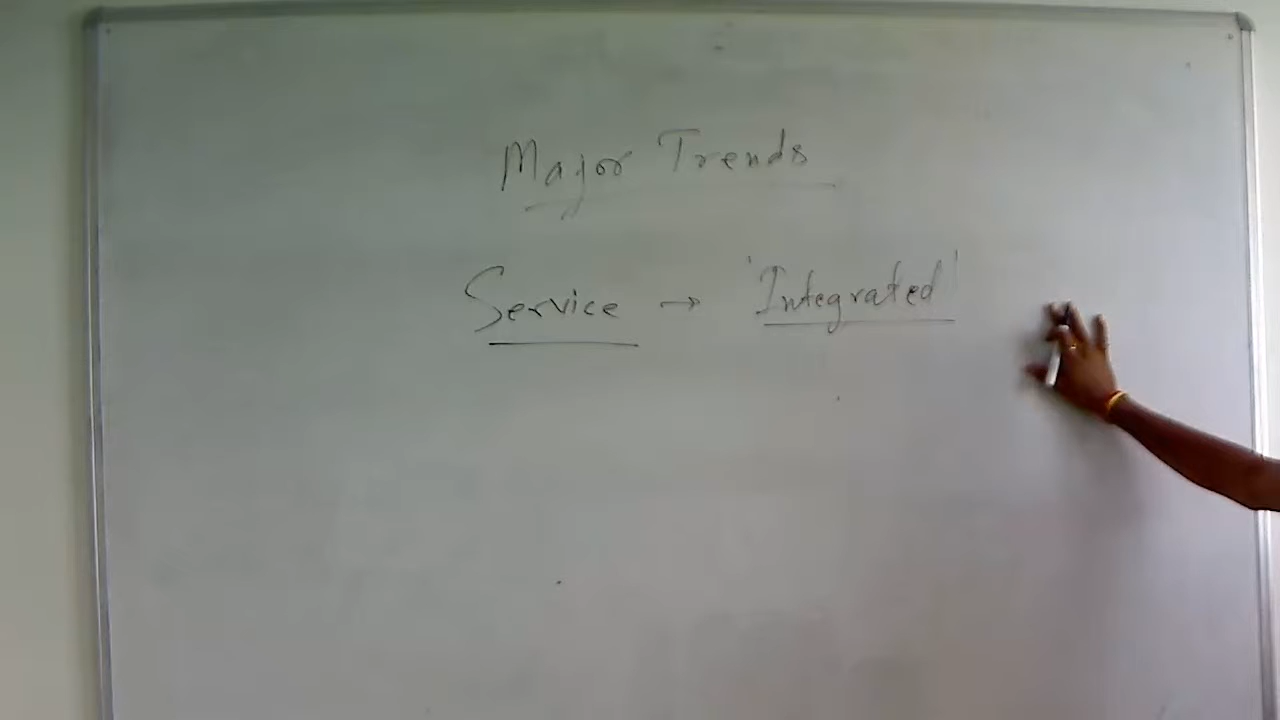 Major Trends
Service → 'Integrated'